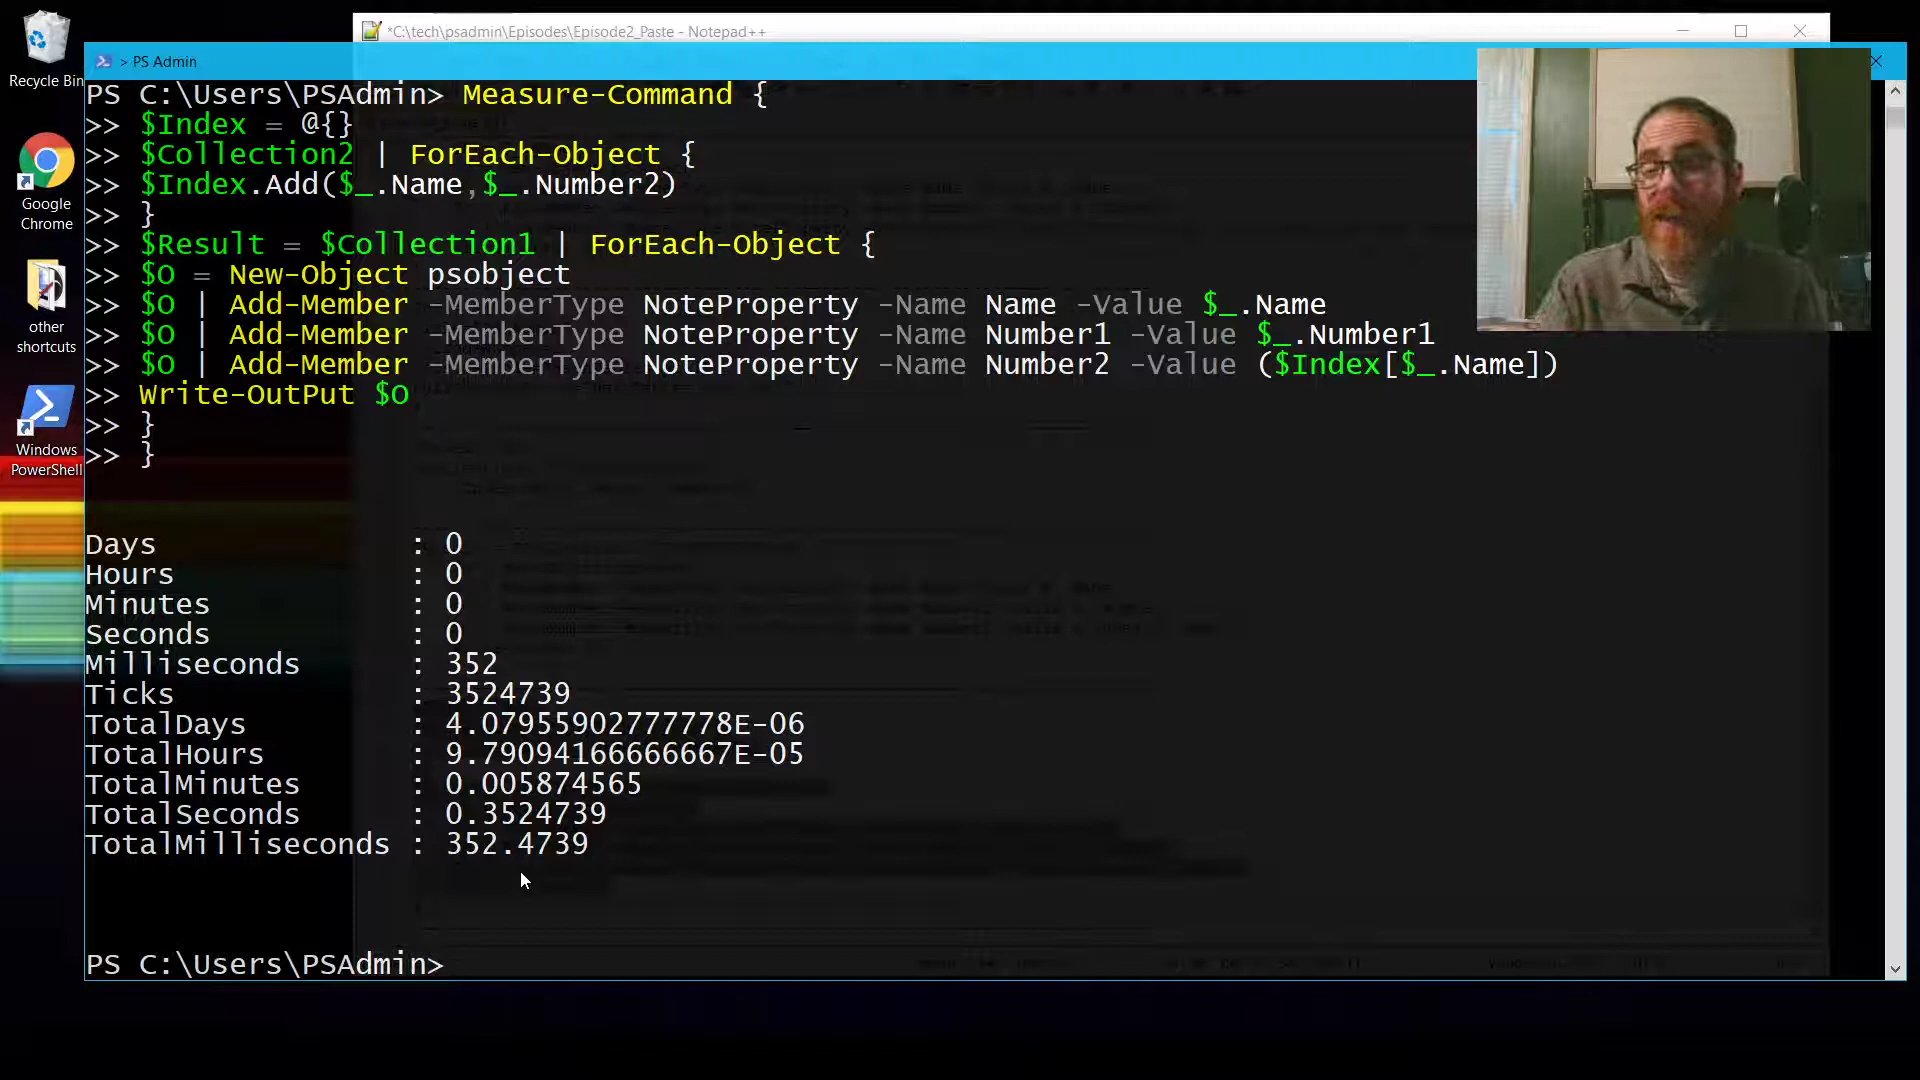 *C:\tech\psadmin\Episodes\Episode2_Paste - Notepad++
> PS Admin
Recycle Bin
Google
Chrome
other
shortcuts
Windows
PowerShell
PS C:\Users\PSAdmin> Measure-Command {
>> $Index = @{}
>> $Collection2 | ForEach-Object {
>> $Index.Add($_.Name,$_.Number2)
>> }
>> $Result = $Collection1 | ForEach-Object {
>> $O = New-Object psobject
>> $O | Add-Member -MemberType NoteProperty -Name Name -Value $_.Name
>> $O | Add-Member -MemberType NoteProperty -Name Number1 -Value $_.Number1
>> $O | Add-Member -MemberType NoteProperty -Name Number2 -Value ($Index[$_.Name])
>> Write-OutPut $O
>> }
>> }
Days : 0
Hours : 0
Minutes : 0
Seconds : 0
Milliseconds : 352
Ticks : 3524739
TotalDays : 4.07955902777778E-06
TotalHours : 9.79094166666667E-05
TotalMinutes : 0.005874565
TotalSeconds : 0.3524739
TotalMilliseconds : 352.4739
PS C:\Users\PSAdmin>